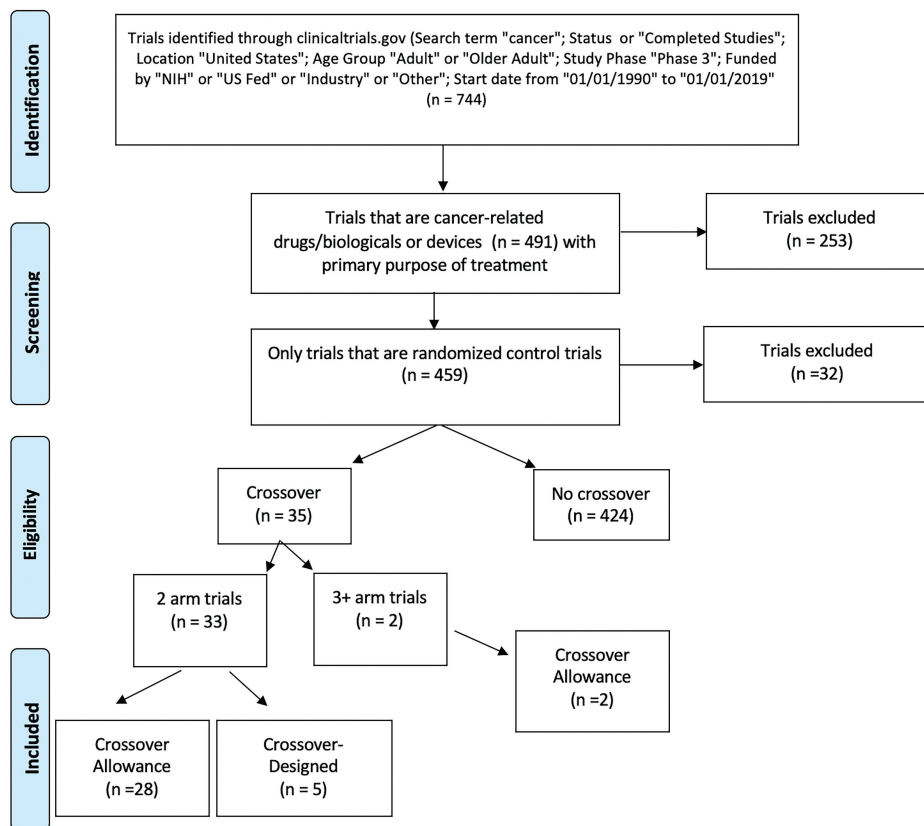 Identification
Trials identified through clinicaltrials.gov (Search term "cancer"; Status or "Completed Studies";
Location "United States"; Age Group "Adult" or "Older Adult"; Study Phase "Phase 3"; Funded
by "NIH" or "US Fed" or "Industry" or "Other"; Start date from "01/01/1990" to "01/01/2019"
(n = 744)
Screening
Trials that are cancer-related
drugs/biologicals or devices (n = 491) with
primary purpose of treatment
Trials excluded
(n = 253)
Only trials that are randomized control trials
(n = 459)
Trials excluded
(n =32)
Eligibility
Crossover
(n = 35)
No crossover
(n = 424)
2 arm trials
(n = 33)
3+ arm trials
(n = 2)
Crossover
Allowance
(n =2)
Included
Crossover
Allowance
(n =28)
Crossover-
Designed
(n = 5)